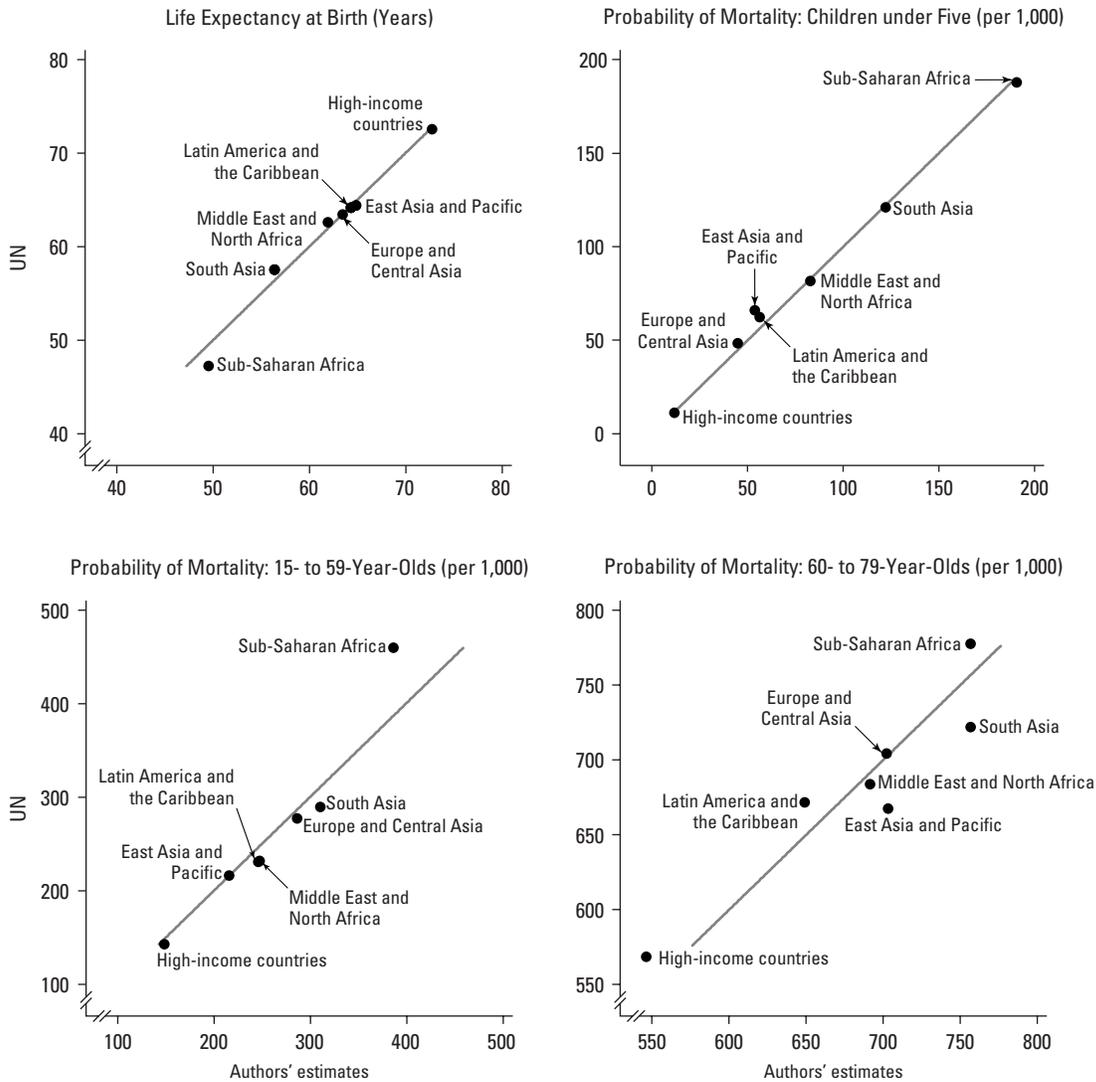 Life Expectancy at Birth (Years)
80
70
60
50
40
UN
High-income
countries
Latin America and
the Caribbean
East Asia and Pacific
Middle East and
North Africa
Europe and
Central Asia
South Asia
Sub-Saharan Africa
40 50 60 70 80
Probability of Mortality: Children under Five (per 1,000)
200
150
100
50
0
Sub-Saharan Africa
South Asia
East Asia and
Pacific
Middle East and
North Africa
Europe and
Central Asia
Latin America and
the Caribbean
High-income countries
0 50 100 150 200
Probability of Mortality: 15- to 59-Year-Olds (per 1,000)
500
400
300
200
100
UN
Sub-Saharan Africa
Latin America and
the Caribbean
South Asia
Europe and Central Asia
East Asia and
Pacific
Middle East and
North Africa
High-income countries
100 200 300 400 500
Authors' estimates
Probability of Mortality: 60- to 79-Year-Olds (per 1,000)
800
750
700
650
600
550
Sub-Saharan Africa
Europe and
Central Asia
South Asia
Middle East and North Africa
Latin America and
the Caribbean
East Asia and Pacific
High-income countries
550 600 650 700 750 800
Authors' estimates